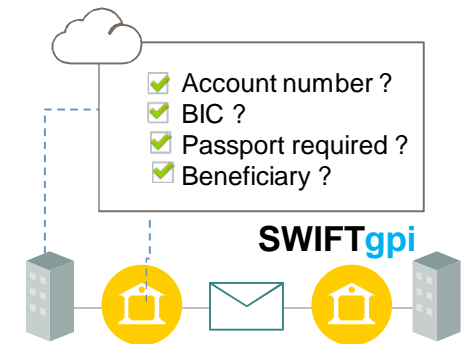 Account number ?
BIC ?
Passport required ?
Beneficiary ?
SWIFTgpi